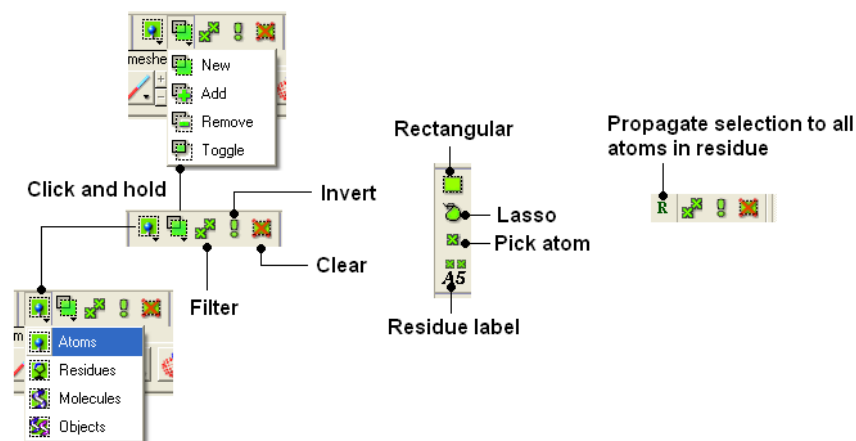 meshe
New
Add
Remove
Toggle
Click and hold
Invert
Clear
Filter
m
Atoms
Residues
Molecules
Objects
Rectangular
Lasso
Pick atom
A5
Residue label
Propagate selection to all
atoms in residue
R